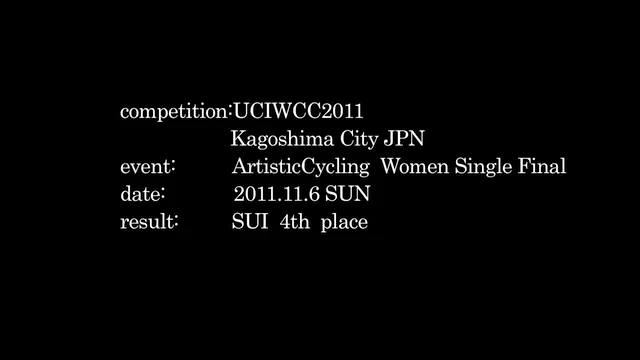 competition:UCIWCC2011
Kagoshima City JPN
event: ArtisticCycling Women Single Final
date: 2011.11.6 SUN
result: SUI 4th place